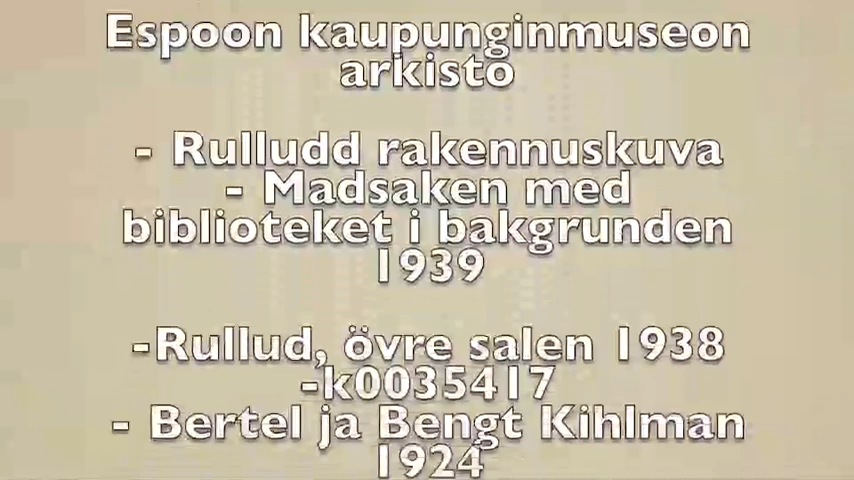 Espoon kaupunginmuseon
arkisto
- Rulludd rakennuskuva
- Madsaken med
biblioteket i bakgrunden
1939
-Rullud, övre salen 1938
-k0035417
- Bertel ja Bengt Kihlman
1924